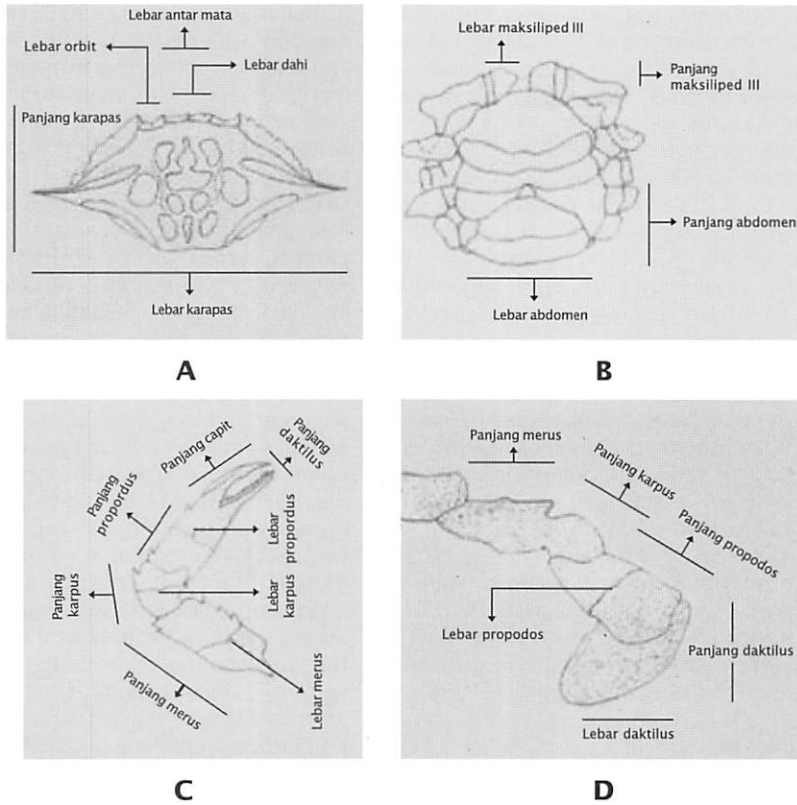 Lebar antar mata
Lebar orbit
Lebar dahi
Panjang karapas
Lebar karapas
A
Lebar maksiliped III
Panjang
maksiliped III
Panjang abdomen
Lebar abdomen
B
Panjang capit
Panjang
daktilus
Panjang
propordus
Lebar
propordus
Panjang
karpus
Lebar
karpus
Panjang merus
Lebar merus
C
Panjang merus
Panjang karpus
Panjang propodos
Lebar propodos
Panjang daktilus
Lebar daktilus
D